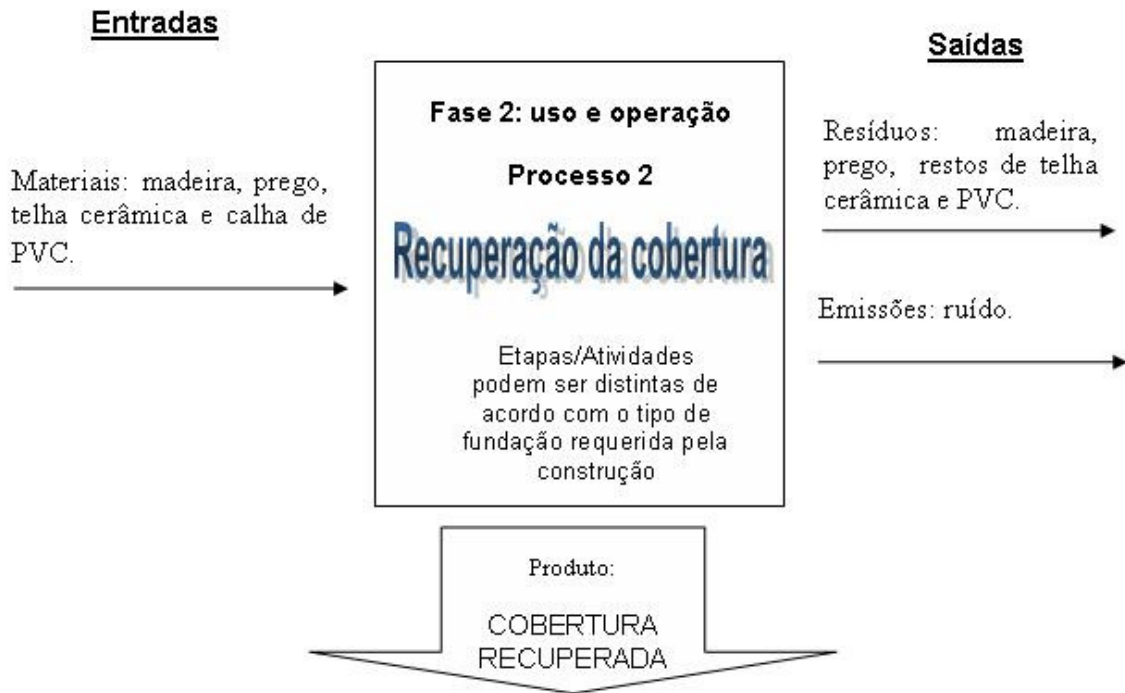 Entradas
Materiais: madeira, prego,
telha cerâmica e calha de
PVC.
Fase 2: uso e operação
Processo 2
Recuperação da cobertura
Etapas/Atividades
podem ser distintas de
acordo com o tipo de
fundação requerida pela
construção
Saídas
Resíduos: madeira,
prego, restos de telha
cerâmica e PVC.
Emissões: ruído.
Produto:
COBERTURA
RECUPERADA